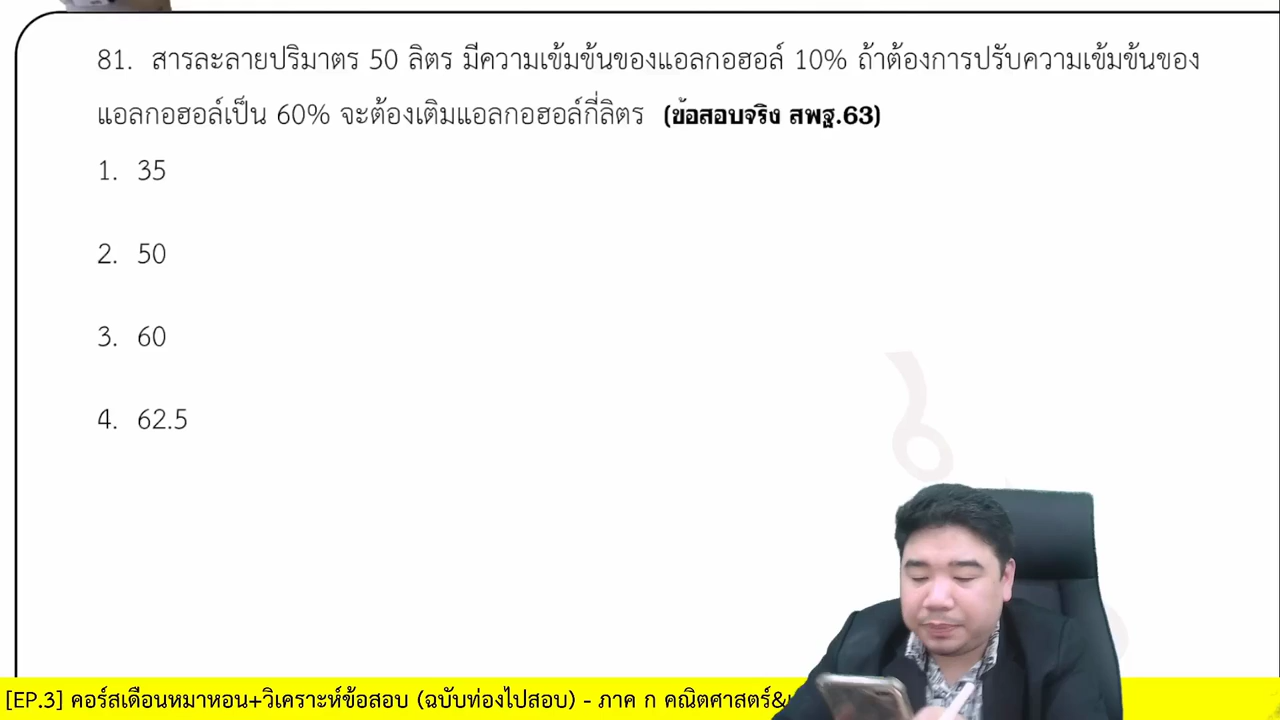 81. สารละลายปริมาตร 50 ลิตร มีความเข้มข้นของแอลกอฮอล์ 10% ถ้าต้องการปรับความเข้มข้นของ
แอลกอฮอล์เป็น 60% จะต้องเติมแอลกอฮอล์กี่ลิตร (ข้อสอบจริง สพฐ.63)
1. 35
2. 50
3. 60
4. 62.5
[EP.3] คอร์สเดือนหมาหอน+วิเคราะห์ข้อสอบ (ฉบับท่องไปสอบ) - ภาค ก คณิตศาสตร์&